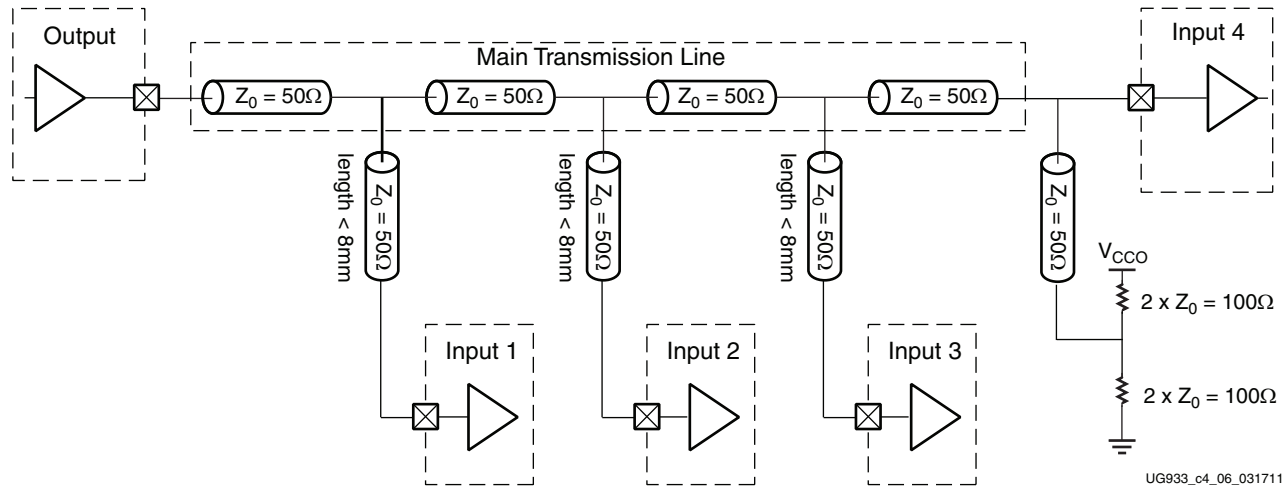 Output
Main Transmission Line
Input 4
Z0 = 50Ω
Z0 = 50Ω
Z0 = 50Ω
Z0 = 50Ω
length < 8mm
Z0 = 50Ω
length < 8mm
Z0 = 50Ω
length < 8mm
Z0 = 50Ω
Z0 = 50Ω
VCCO
2 x Z0 = 100Ω
2 x Z0 = 100Ω
Input 1
Input 2
Input 3
UG933_c4_06_031711